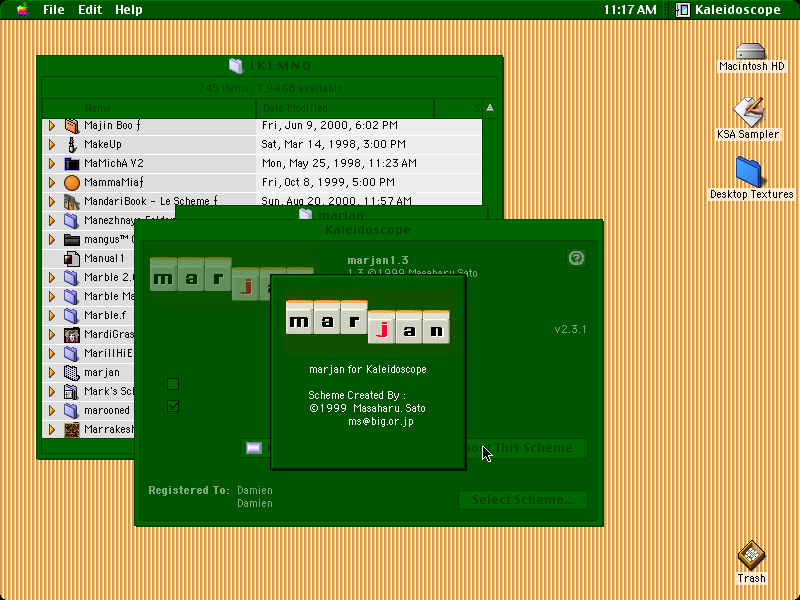 File Edit Help
11:17 AM
Kaleidoscope
Macintosh HD
KSA Sampler
Desktop Textures
Trash
JKLMNO
745 items, 7.94 GB available
Name
Date Modified
S
Majin Boo ƒ
Fri, Jun 9, 2000, 6:02 PM
MakeUp
Sat, Mar 14, 1998, 3:00 PM
MaMichA V2
Mon, May 25, 1998, 11:23 AM
MammaMiaƒ
Fri, Oct 8, 1999, 5:00 PM
MandariBook - Le Scheme ƒ
Sun, Aug 20, 2000, 11:57 AM
Manezhnaya
mangus™
Manual1
Marble 2.
Marble Ma
Marble.f
MardiGras
MarillHiE
marjan
Mark's Sc
marooned
Marrakesh
marjan
Kaleidoscope
mar ja
marjan1.3
1.3 ©1999 Masaharu Sato
v2.3.1
This Scheme
Registered To: Damien
Damien
Select Scheme...
marjan
marjan for Kaleidoscope
Scheme Created By :
©1999 Masaharu. Sato
ms@big.or.jp